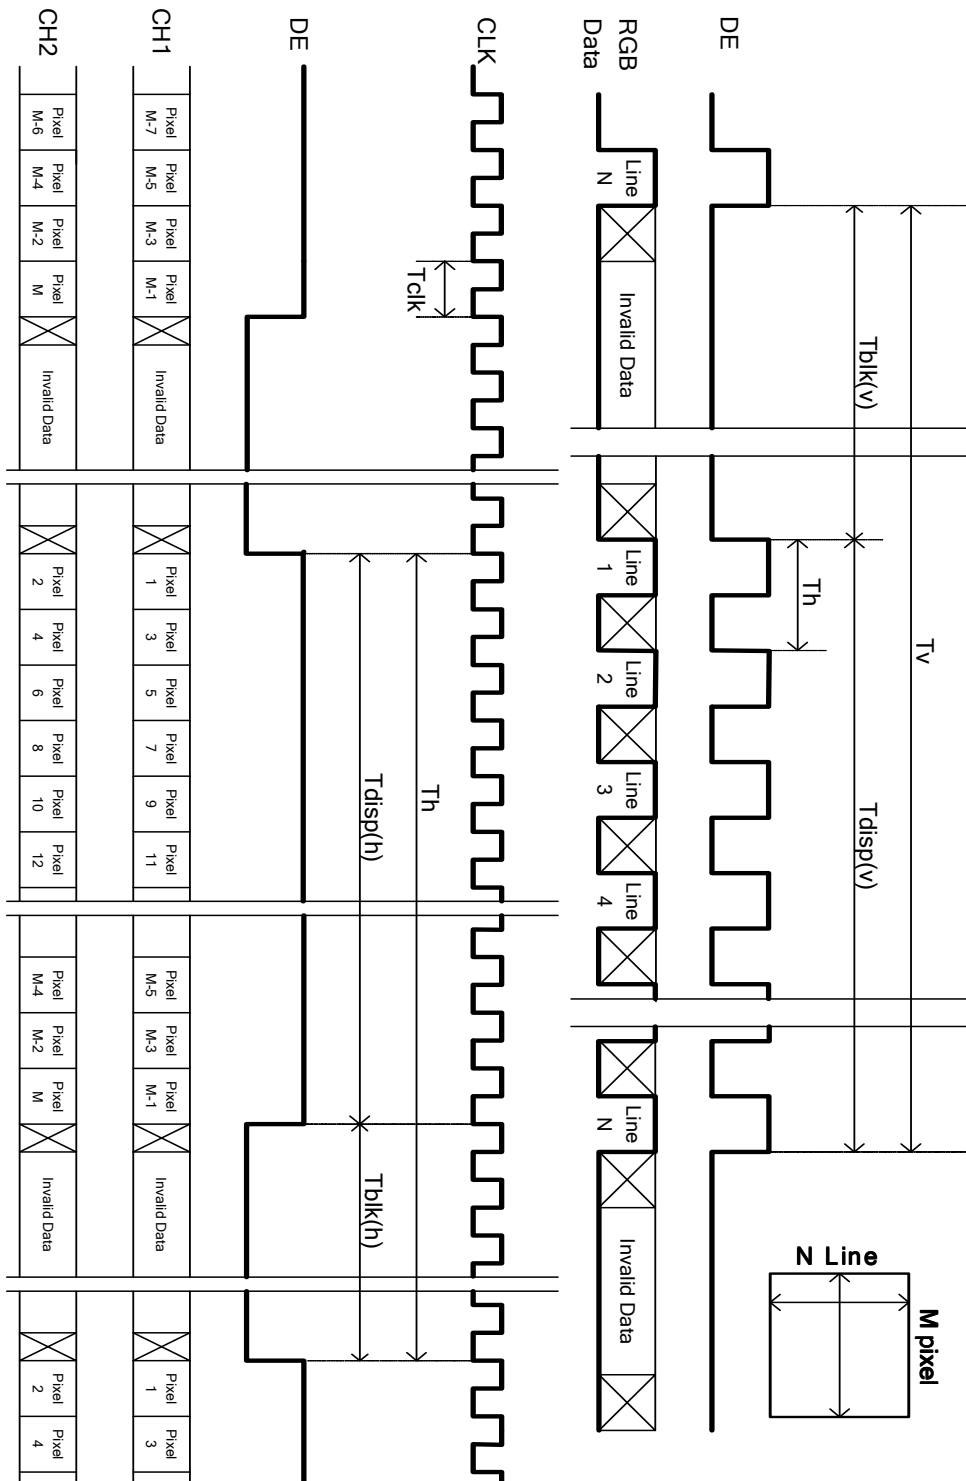 Tv
M pixel
N Line
Tblk(v)
Tdisp(v)
Th
DE
RGB
Data
Line
N
Invalid Data
Line
1
Line
2
Line
3
Line
4
Line
N
Invalid Data
CLK
Tclk
Th
Tdisp(h)
Tblk(h)
DE
CH1
Pixel
M-7
Pixel
M-5
Pixel
M-3
Pixel
M-1
Invalid Data
Pixel
1
Pixel
3
Pixel
5
Pixel
7
Pixel
9
Pixel
11
Pixel
M-5
Pixel
M-3
Pixel
M-1
Invalid Data
Pixel
1
Pixel
3
CH2
Pixel
M-6
Pixel
M-4
Pixel
M-2
Pixel
M
Invalid Data
Pixel
2
Pixel
4
Pixel
6
Pixel
8
Pixel
10
Pixel
12
Pixel
M-4
Pixel
M-2
Pixel
M
Invalid Data
Pixel
2
Pixel
4